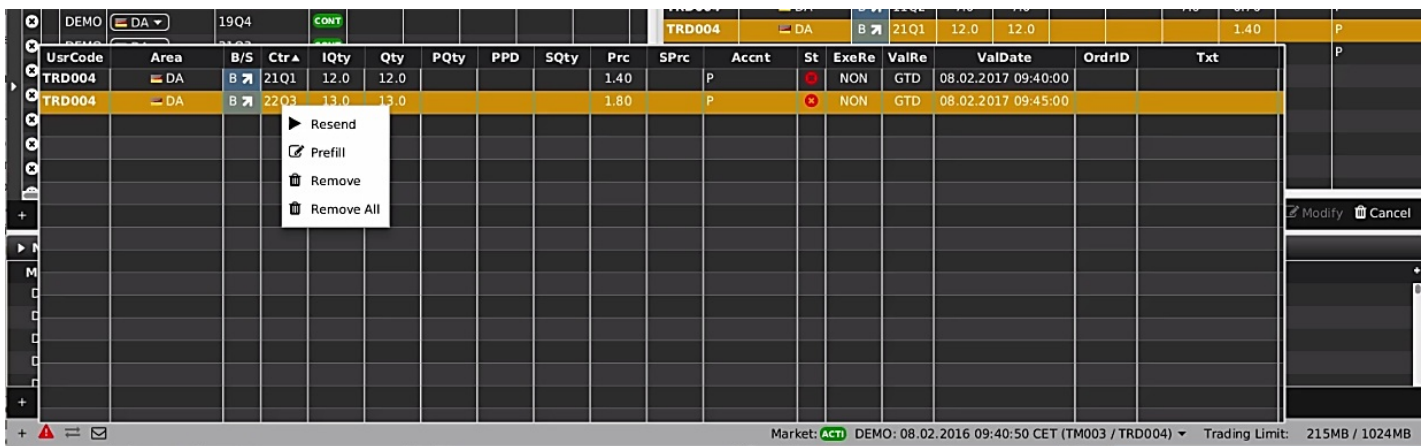 DEMO DA 19Q4 CONT
TRD004 DA B 21Q1 12.0 12.0 1.40 P
P
UsrCode Area B/S Ctr IQty Qty PQty PPD SQty Prc SPrc Accnt St ExeRe ValRe ValDate OrdrID Txt
TRD004 DA B 21Q1 12.0 12.0 1.40 P NON GTD 08.02.2017 09:40:00
TRD004 DA B 22Q3 13.0 13.0 1.80 P NON GTD 08.02.2017 09:45:00
Resend
Prefill
Remove
Remove All
+ Modify Cancel
M
+
+ Market: ACTI DEMO: 08.02.2016 09:40:50 CET (TM003 / TRD004) Trading Limit: 215MB / 1024MB